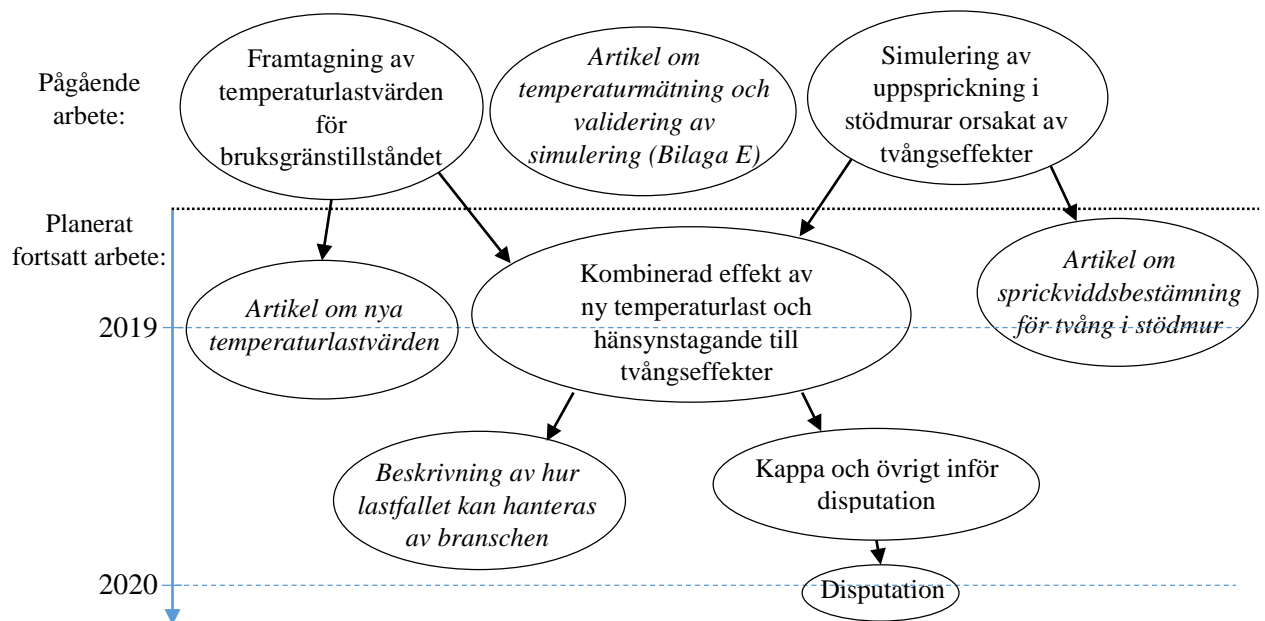 Pågående
arbete:
Framtagning av
temperaturlastvärden
för
bruksgränstillståndet
Artikel om
temperaturmätning och
validering av
simulering (Bilaga E)
Simulering av
uppsprickning i
stödmurar orsakat av
tvångseffekter
Planerat
fortsatt arbete:
2019
Artikel om nya
temperaturlastvärden
Kombinerad effekt av
ny temperaturlast och
hänsynstagande till
tvångseffekter
Artikel om
sprickviddsbestämning
för tvång i stödmur
Beskrivning av hur
lastfallet kan hanteras
av branschen
Kappa och övrigt inför
disputation
2020
Disputation